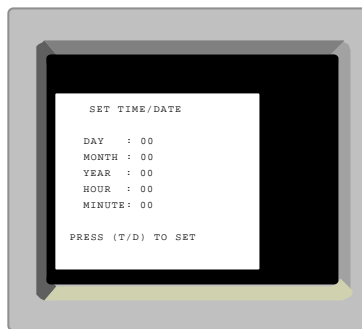 SET TIME/DATE
DAY : 00
MONTH : 00
YEAR : 00
HOUR : 00
MINUTE: 00
PRESS (T/D) TO SET